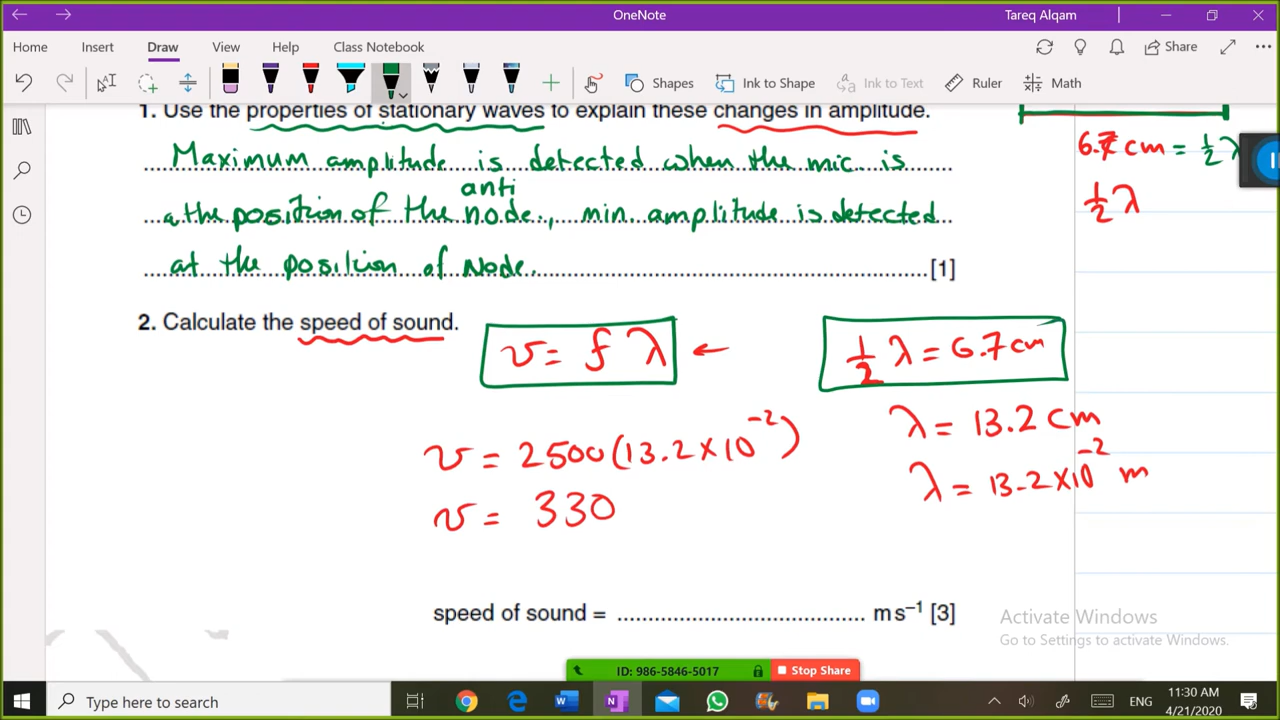 OneNote
Tareq Alqam
Home Insert Draw View Help Class Notebook
Share
Shapes
Ink to Shape
Ink to Text
Ruler
Math
1. Use the properties of stationary waves to explain these changes in amplitude.
Maximum amplitude is detected when the mic is
anti
a the position of the node., min amplitude is detected
at the position of Node. [1]
6.7 cm = 1/2 λ
1/2 λ
2. Calculate the speed of sound.
v = f λ ←
1/2 λ = 6.7 cm
λ = 13.2 cm
v = 2500(13.2×10⁻²)
λ = 13.2×10⁻² m
v = 330
speed of sound = ........................................ m s⁻¹ [3]
Activate Windows
Go to Settings to activate Windows.
ID: 986-5846-5017
Stop Share
Type here to search
ENG
11:30 AM
4/21/2020